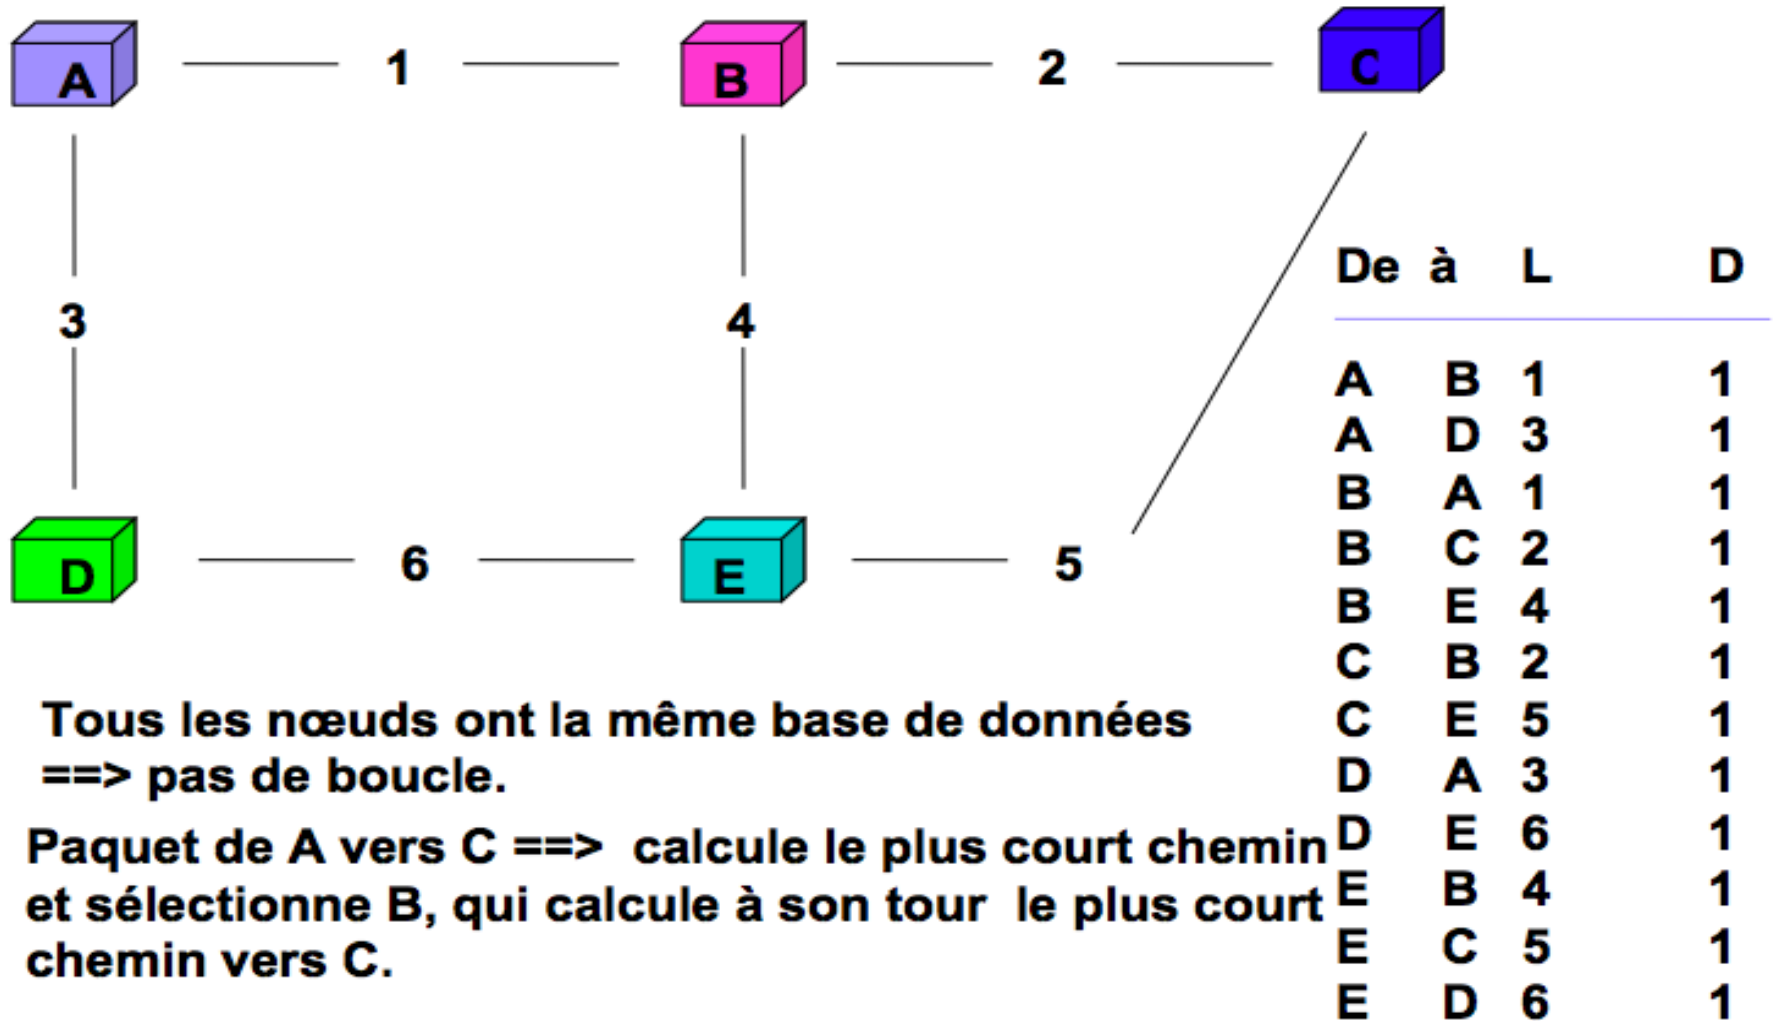 A 1 B 2 C
3 4
D 6 E 5
De à L D
A B 1 1
A D 3 1
B A 1 1
B C 2 1
B E 4 1
C B 2 1
C E 5 1
D A 3 1
D E 6 1
E B 4 1
E C 5 1
E D 6 1
Tous les nœuds ont la même base de données
==> pas de boucle.
Paquet de A vers C ==> calcule le plus court chemin
et sélectionne B, qui calcule à son tour le plus court
chemin vers C.